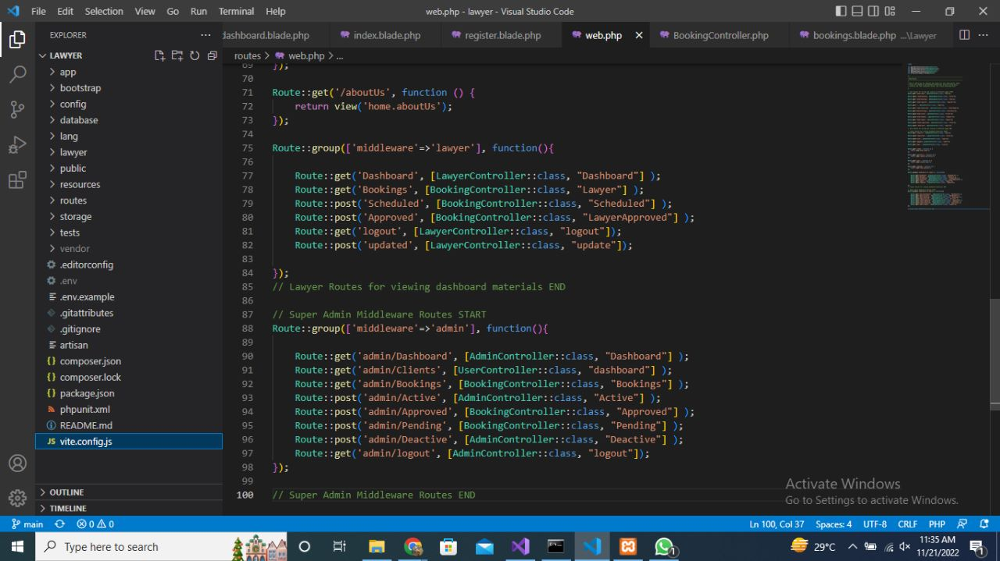 File Edit Selection View Go Run Terminal Help
web.php - lawyer - Visual Studio Code
EXPLORER
dashboard.blade.php index.blade.php register.blade.php web.php BookingController.php bookings.blade.php ...\Lawyer
routes > web.php > ...
LAWYER
app
bootstrap
config
database
lang
lawyer
public
resources
routes
storage
tests
vendor
.editorconfig
.env
.env.example
.gitattributes
.gitignore
artisan
composer.json
composer.lock
package.json
phpunit.xml
README.md
JS vite.config.js
OUTLINE
TIMELINE
69 });
70
71 Route::get('/aboutUs', function () {
72 return view('home.aboutUs');
73 });
74
75 Route::group(['middleware'=>'lawyer'], function(){
76
77 Route::get('dashboard', [LawyerController::class, "Dashboard"] );
78 Route::get('bookings', [BookingController::class, "Lawyer"] );
79 Route::post('Scheduled', [BookingController::class, "Scheduled"] );
80 Route::post('Approved', [BookingController::class, "LawyerApproved"] );
81 Route::get('logout', [LawyerController::class, "logout"]);
82 Route::post('updated', [LawyerController::class, "update"]);
83
84 });
85 // Lawyer Routes for viewing dashboard materials END
86
87 // Super Admin Middleware Routes START
88 Route::group(['middleware'=>'admin'], function(){
89
90 Route::get('admin/Dashboard', [AdminController::class, "Dashboard"] );
91 Route::get('admin/Clients', [UserController::class, "dashboard"] );
92 Route::get('admin/Bookings', [BookingController::class, "Bookings"] );
93 Route::post('admin/Active', [AdminController::class, "Active"] );
94 Route::post('admin/Approved', [BookingController::class, "Approved"] );
95 Route::post('admin/Pending', [BookingController::class, "Pending"] );
96 Route::post('admin/Deactive', [AdminController::class, "Deactive"] );
97 Route::get('admin/logout', [AdminController::class, "logout"]);
98 });
99
100 // Super Admin Middleware Routes END
Activate Windows
Go to Settings to activate Windows.
main 0 0
Ln 100, Col 37 Spaces: 4 UTF-8 CRLF PHP
Type here to search
1
29°C
11:35 AM
11/21/2022
1